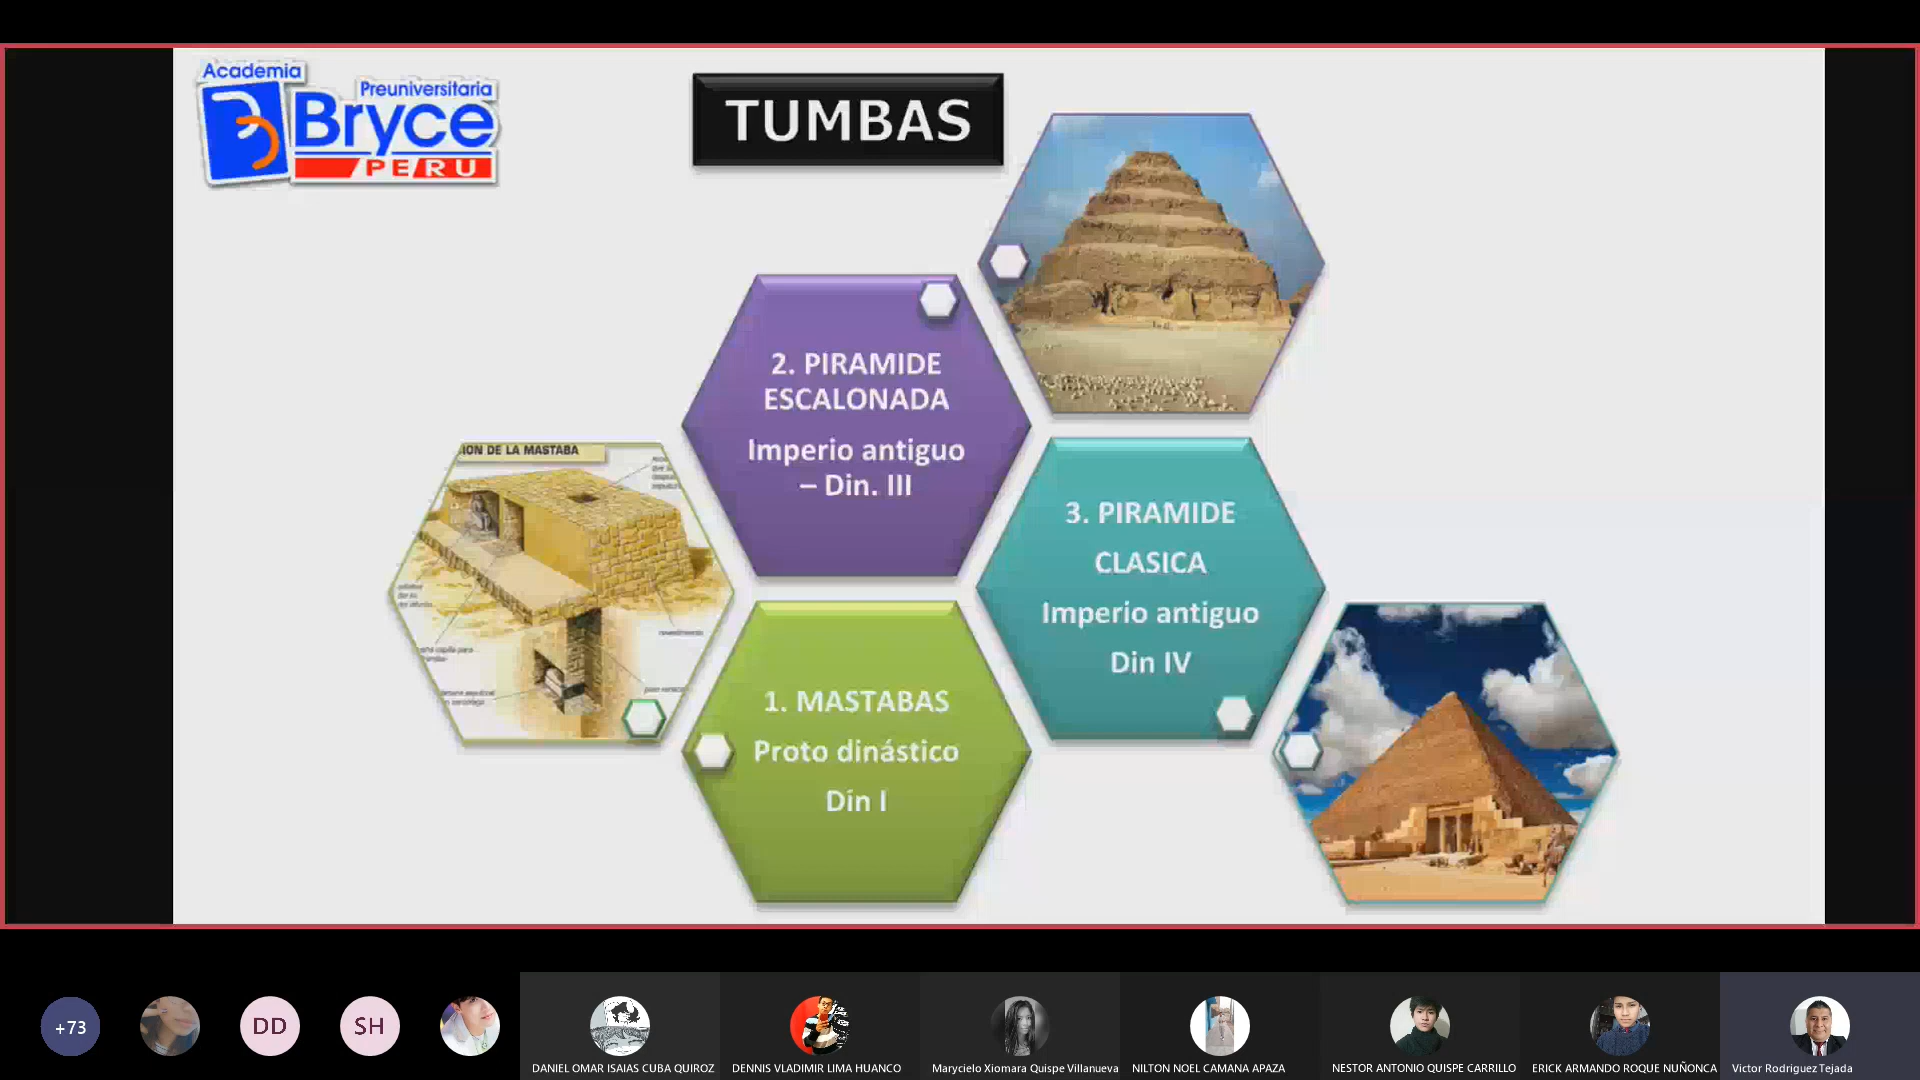 Academia
Preuniversitaria
Bryce
PERU
TUMBAS
2. PIRAMIDE
ESCALONADA
Imperio antiguo
– Din. III
ION DE LA MASTABA
3. PIRAMIDE
CLASICA
Imperio antiguo
Din IV
1. MASTABAS
Proto dinástico
Din I
+73
DD
SH
DANIEL OMAR ISAIAS CUBA QUIROZ
DENNIS VLADIMIR LIMA HUANCO
Marycielo Xiomara Quispe Villanueva
NILTON NOEL CAMANA APAZA
NESTOR ANTONIO QUISPE CARRILLO
ERICK ARMANDO ROQUE NUÑONCA
Victor Rodriguez Tejada